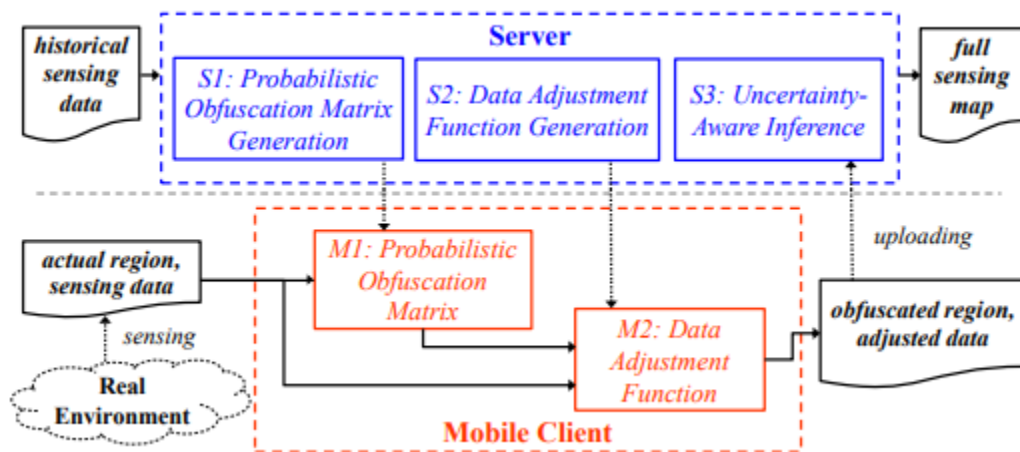 Server
historical
sensing
data
S1: Probabilistic
Obfuscation Matrix
Generation
S2: Data Adjustment
Function Generation
S3: Uncertainty-
Aware Inference
full
sensing
map
actual region,
sensing data
sensing
Real
Environment
M1: Probabilistic
Obfuscation
Matrix
M2: Data
Adjustment
Function
Mobile Client
uploading
obfuscated region,
adjusted data